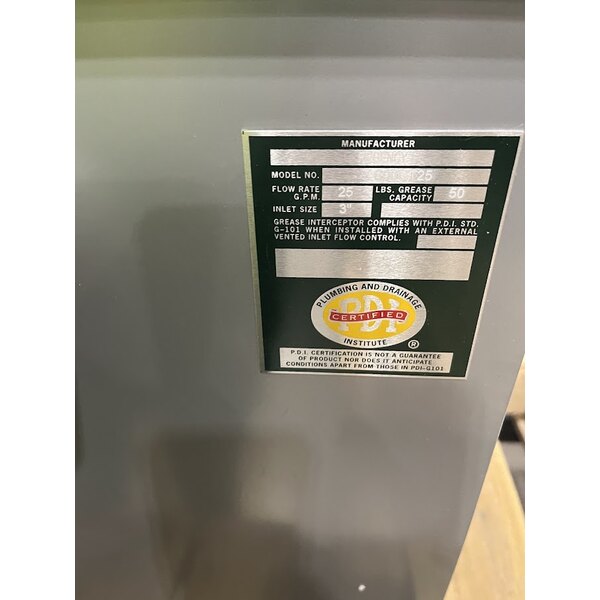 MANUFACTURER
MODEL NO. 25
FLOW RATE G.P.M. 25 LBS. GREASE CAPACITY 50
INLET SIZE 3"
GREASE INTERCEPTOR COMPLIES WITH P.D.I. STD.
G-101 WHEN INSTALLED WITH AN EXTERNAL
VENTED INLET FLOW CONTROL.
PLUMBING AND DRAINAGE
PDI
CERTIFIED
INSTITUTE ®
P.D.I. CERTIFICATION IS NOT A GUARANTEE
OF PRODUCT NOR DOES IT ANTICIPATE
CONDITIONS APART FROM THOSE IN PDI-G101